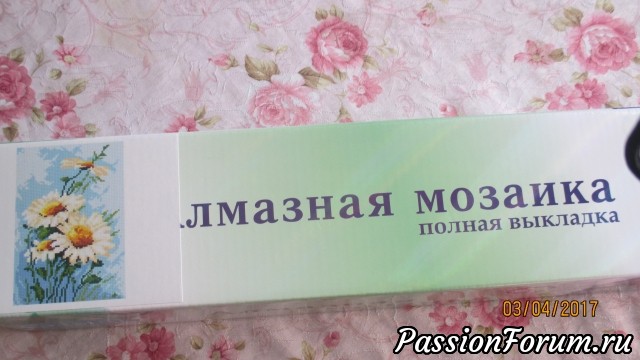 лмазная мозаика
полная выкладка
03/04/2017
PassionForum.ru